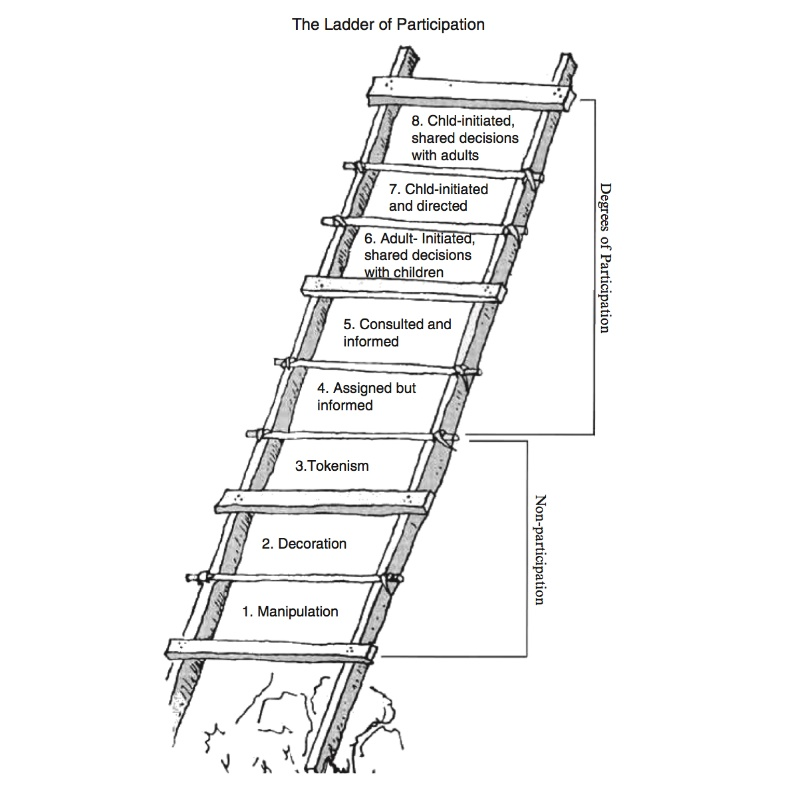 The Ladder of Participation
8. Chld-initiated,
shared decisions
with adults
7. Chld-initiated
and directed
6. Adult- Initiated,
shared decisions
with children
5. Consulted and
informed
4. Assigned but
informed
3.Tokenism
2. Decoration
1. Manipulation
Degrees of Participation
Non-participation